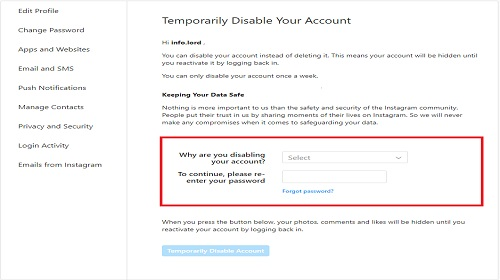 Edit Profile
Change Password
Apps and Websites
Email and SMS
Push Notifications
Manage Contacts
Privacy and Security
Login Activity
Emails from Instagram
Temporarily Disable Your Account
Hi info.lord .
You can disable your account instead of deleting it. This means your account will be hidden until
you reactivate it by logging back in.
You can only disable your account once a week.
Keeping Your Data Safe
Nothing is more important to us than the safety and security of the Instagram community.
People put their trust in us by sharing moments of their lives on Instagram. So we will never
make any compromises when it comes to safeguarding your data.
Why are you disabling
your account?
Select
To continue, please re-
enter your password
Forgot password?
When you press the button below, your photos, comments and likes will be hidden until you
reactivate your account by logging back in.
Temporarily Disable Account